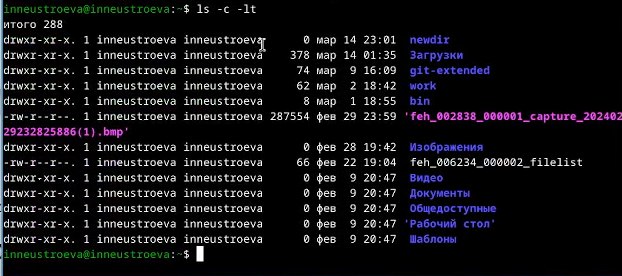 inneustroeva@inneustroeva:~$ ls -c -lt
итого 288
drwxr-xr-x. 1 inneustroeva inneustroeva 0 мар 14 23:01 newdir
drwxr-xr-x. 1 inneustroeva inneustroeva 378 мар 14 01:35 Загрузки
drwxr-xr-x. 1 inneustroeva inneustroeva 74 мар 9 16:09 git-extended
drwxr-xr-x. 1 inneustroeva inneustroeva 62 мар 2 18:42 work
drwxr-xr-x. 1 inneustroeva inneustroeva 8 мар 1 18:55 bin
-rw-r--r--. 1 inneustroeva inneustroeva 287554 фев 29 23:59 'feh_002838_000001_capture_202402
29232825886(1).bmp'
drwxr-xr-x. 1 inneustroeva inneustroeva 0 фев 28 19:42 Изображения
-rw-r--r--. 1 inneustroeva inneustroeva 66 фев 22 19:04 feh_006234_000002_filelist
drwxr-xr-x. 1 inneustroeva inneustroeva 0 фев 9 20:47 Видео
drwxr-xr-x. 1 inneustroeva inneustroeva 0 фев 9 20:47 Документы
drwxr-xr-x. 1 inneustroeva inneustroeva 0 фев 9 20:47 Общедоступные
drwxr-xr-x. 1 inneustroeva inneustroeva 0 фев 9 20:47 'Рабочий стол'
drwxr-xr-x. 1 inneustroeva inneustroeva 0 фев 9 20:47 Шаблоны
inneustroeva@inneustroeva:~$